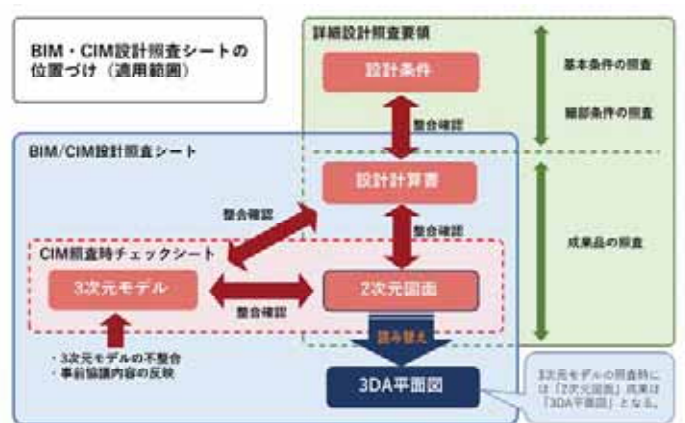 BIM・CIM設計照査シートの
位置づけ（適用範囲）
詳細設計照査要領
設計条件
基本条件の照査
細部条件の照査
整合確認
BIM/CIM設計照査シート
設計計算書
整合確認
整合確認
成果品の照査
CIM照査時チェックシート
3次元モデル
整合確認
2次元図面
読み替え
・3次元モデルの不整合
・事前協議内容の反映
3DA平面図
3次元モデルの照査時に
は「2次元図面」成果は
「3DA平面図」となる。